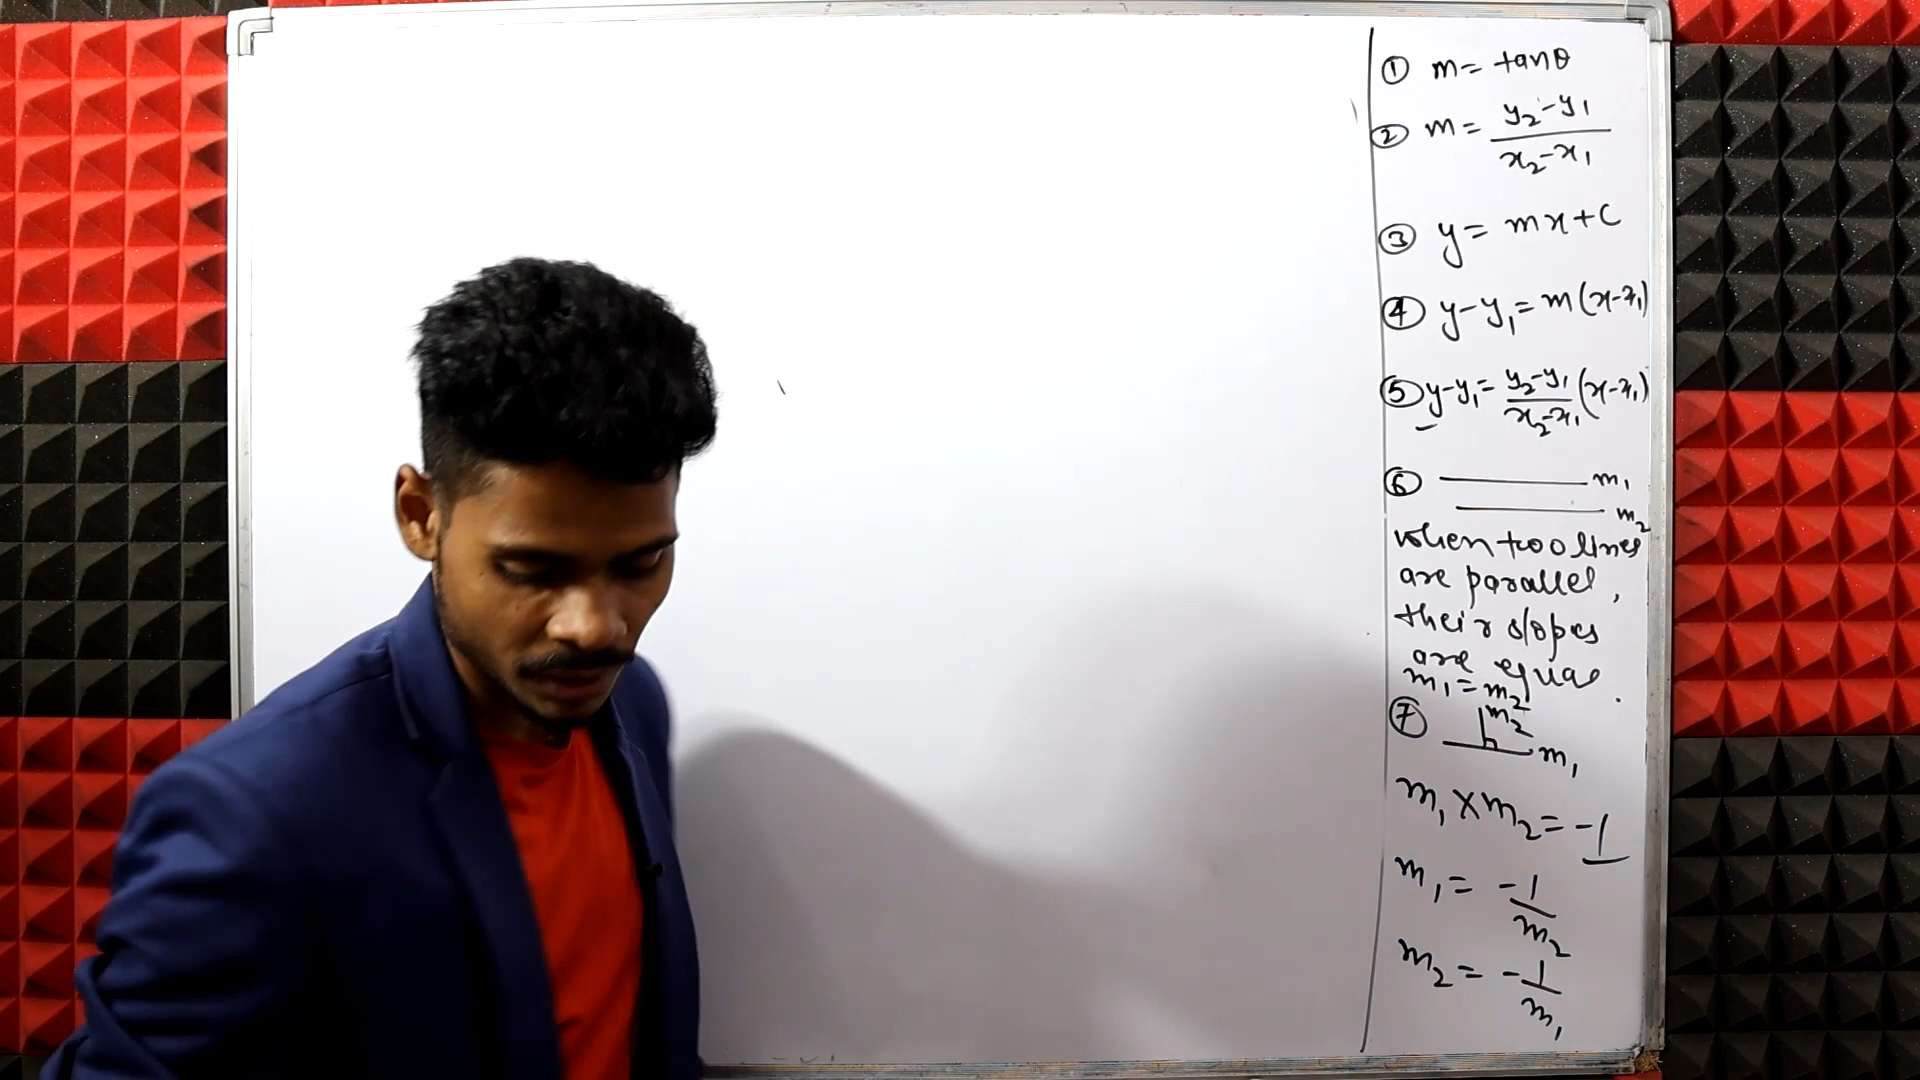 ① m = tanθ
② m = y₂-y₁ / x₂-x₁
③ y = mx+c
④ y-y₁ = m(x-x₁)
⑤ y-y₁ = y₂-y₁ / x₂-x₁ (x-x₁)
⑥ m₁
m₂
when two lines
are parallel,
their slopes
are equal.
m₁ = m₂
⑦ m₂
m₁
m₁ × m₂ = -1
m₁ = -1/m₂
m₂ = -1/m₁